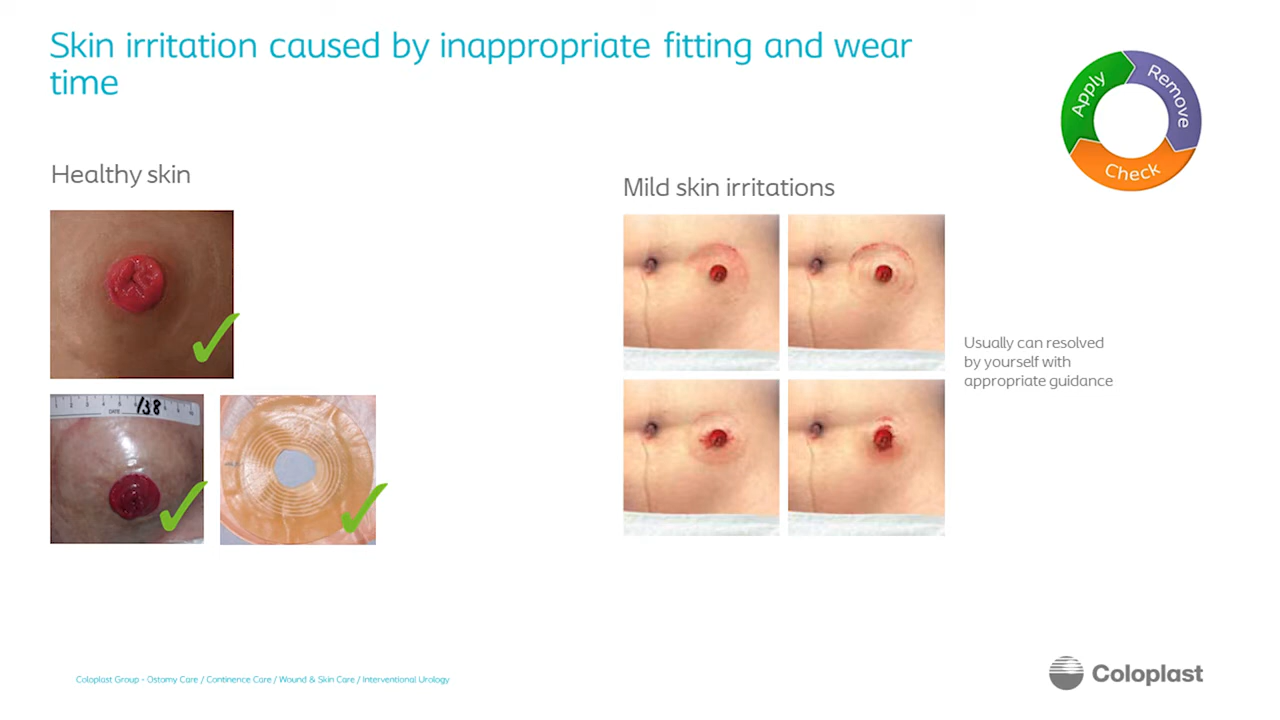 Skin irritation caused by inappropriate fitting and wear
time
Apply
Remove
Check
Healthy skin
Mild skin irritations
Usually can resolved
by yourself with
appropriate guidance
DATE
138
Coloplast Group - Ostomy Care / Continence Care / Wound & Skin Care / Interventional Urology
Coloplast